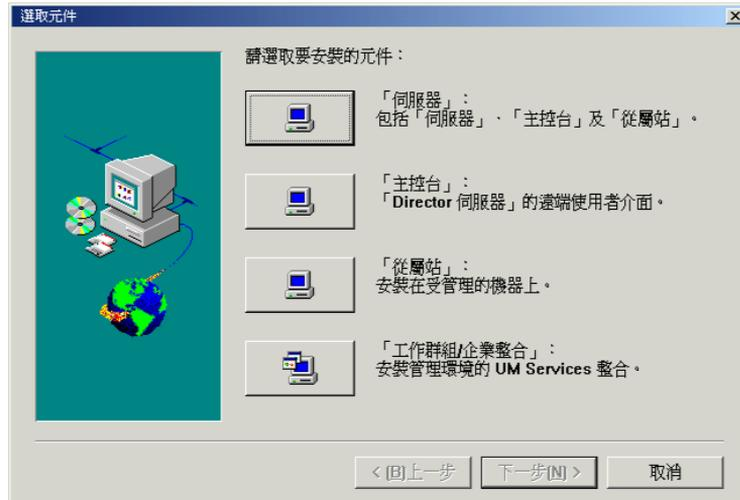 選取元件
請選取要安裝的元件：
「伺服器」：
包括「伺服器」、「主控台」及「從屬站」。
「主控台」：
「Director 伺服器」的遠端使用者介面。
「從屬站」：
安裝在受管理的機器上。
「工作群組/企業整合」：
安裝管理環境的 UM Services 整合。
< (B)上一步
下一步(N) >
取消